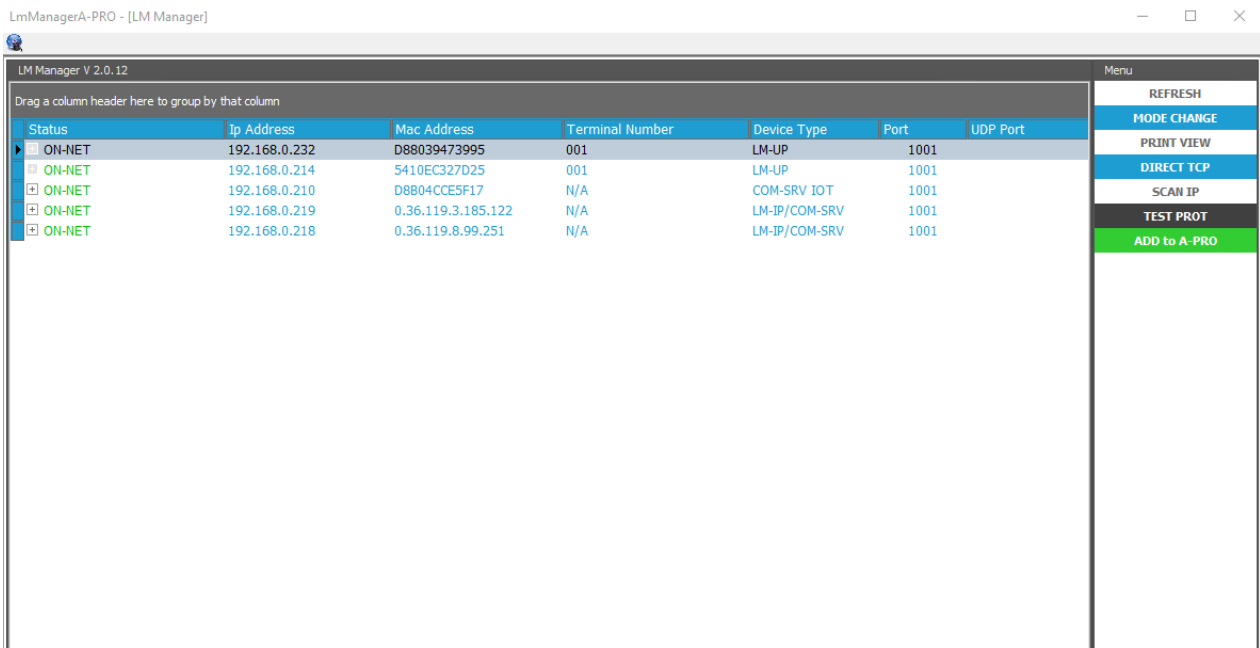 LmManagerA-PRO - [LM Manager]
LM Manager V 2.0.12
Menu
Drag a column header here to group by that column
REFRESH
MODE CHANGE
PRINT VIEW
DIRECT TCP
SCAN IP
TEST PROT
ADD to A-PRO
Status Ip Address Mac Address Terminal Number Device Type Port UDP Port
ON-NET 192.168.0.232 D88039473995 001 LM-UP 1001
ON-NET 192.168.0.214 5410EC327D25 001 LM-UP 1001
ON-NET 192.168.0.210 D8B04CCE5F17 N/A COM-SRV IOT 1001
ON-NET 192.168.0.219 0.36.119.3.185.122 N/A LM-IP/COM-SRV 1001
ON-NET 192.168.0.218 0.36.119.8.99.251 N/A LM-IP/COM-SRV 1001